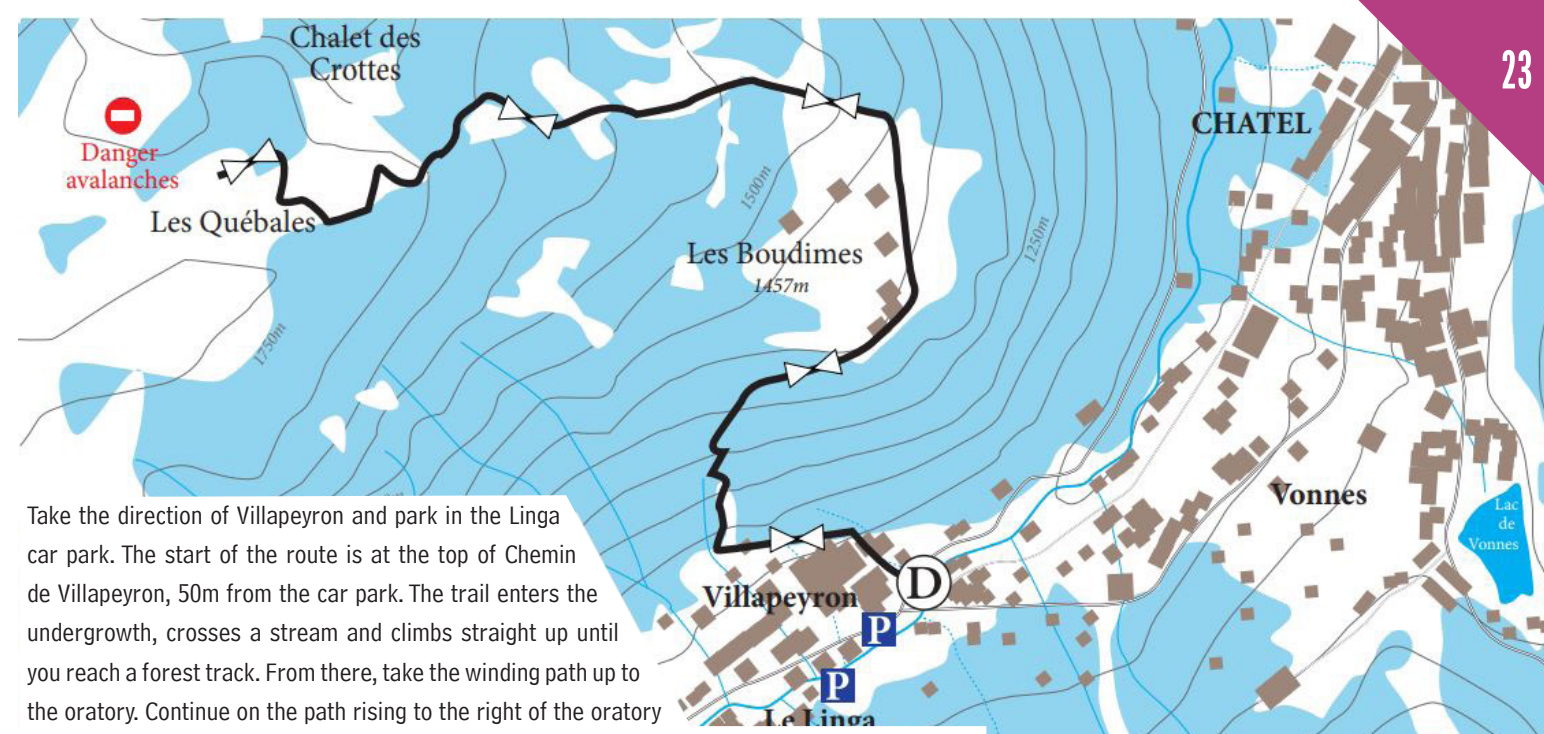 23
Chalet des
Crottes
CHATEL
Danger
avalanches
Les Québales
1500m
1250m
Les Boudimes
1457m
1750m
Vonnes
Lac
de
Vonnes
D
Villapeyron
P
P
Le Linga
Take the direction of Villapeyron and park in the Linga
car park. The start of the route is at the top of Chemin
de Villapeyron, 50m from the car park. The trail enters the
undergrowth, crosses a stream and climbs straight up until
you reach a forest track. From there, take the winding path up to
the oratory. Continue on the path rising to the right of the oratory